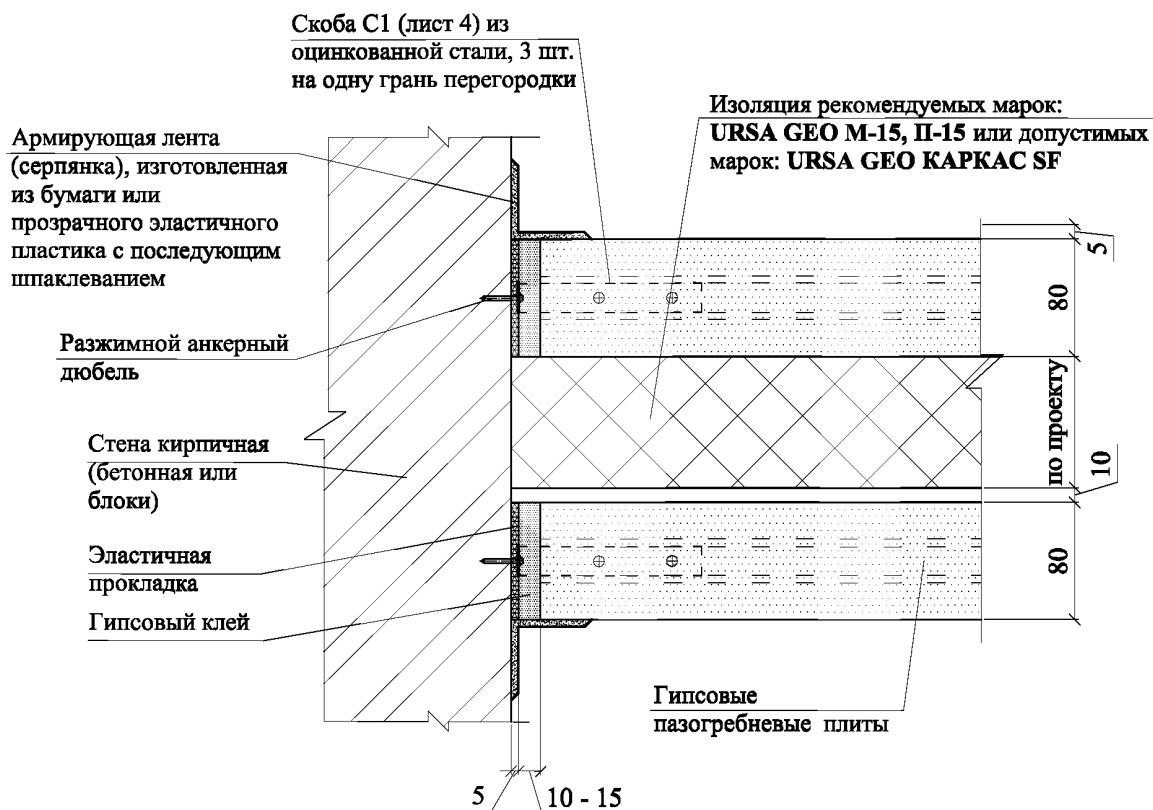 Скоба С1 (лист 4) из
оцинкованной стали, 3 шт.
на одну грань перегородки
Изоляция рекомендуемых марок:
URSA GEO М-15, П-15 или допустимых
марок: URSA GEO КАРКАС SF
Армирующая лента
(серпянка), изготовленная
из бумаги или
прозрачного эластичного
пластика с последующим
шпаклеванием
Разжимной анкерный
дюбель
Стена кирпичная
(бетонная или
блоки)
Эластичная
прокладка
Гипсовый клей
5
80
по проекту
10
80
Гипсовые
пазогребневые плиты
5
10 - 15